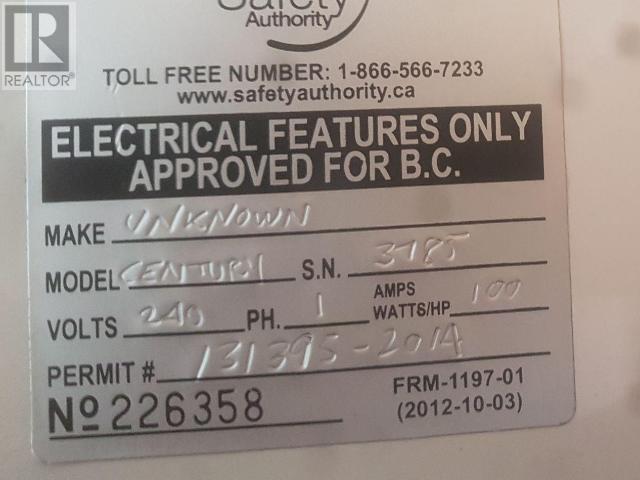 Safety
Authority
REALTOR®
TOLL FREE NUMBER: 1-866-566-7233
www.safetyauthority.ca
ELECTRICAL FEATURES ONLY
APPROVED FOR B.C.
MAKE UNKNOWN
MODEL CENTURY S.N. 3785
VOLTS 240 PH. 1 AMPS WATTS/HP 100
PERMIT # 131395-2014
FRM-1197-01
No 226358 (2012-10-03)